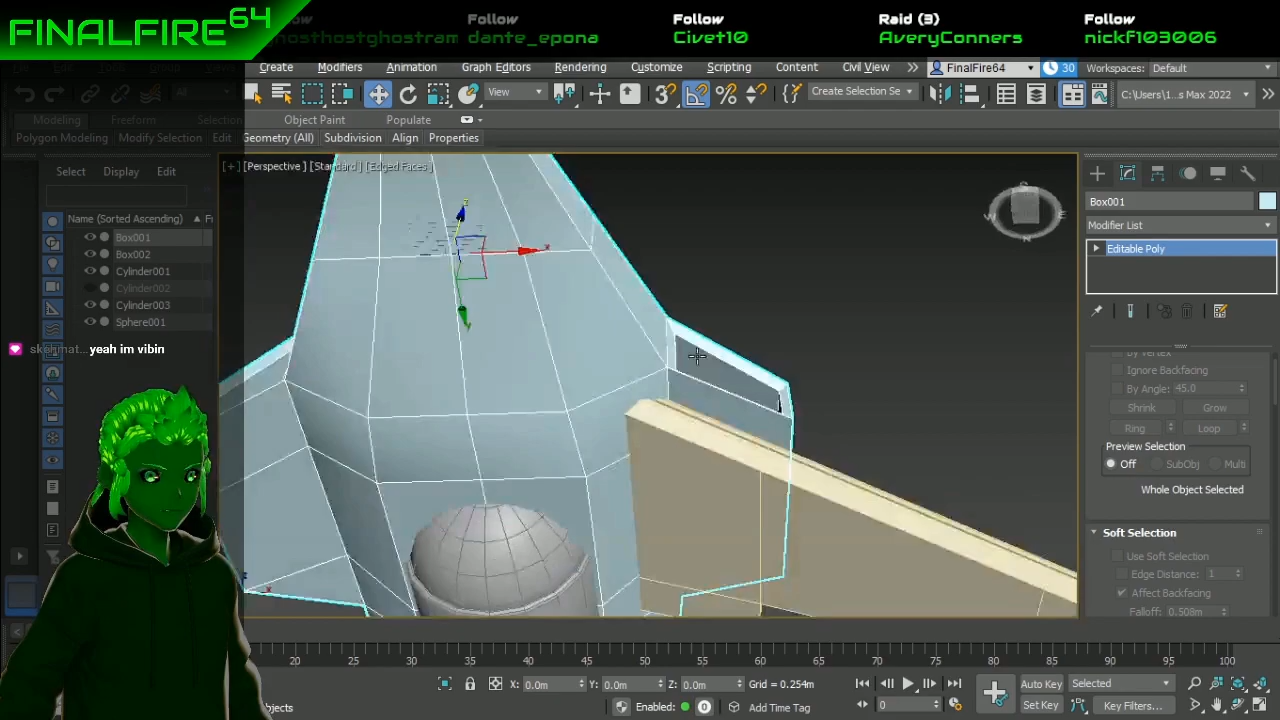 FINALFIRE64
Follow
dante_epona
Follow
Civet10
Raid (3)
AveryConners
Follow
nickf103006
Create Modifiers Animation Graph Editors Rendering Customize Scripting Content Civil View FinalFire64 30 Workspaces: Default
View 3 Create Selection Se C:\Users\1...s Max 2022
Modeling Freeform Selection Object Paint Populate
Polygon Modeling Modify Selection Edit Geometry (All) Subdivision Align Properties
Select Display Edit
[+] [Perspective] [Standard] [Edged Faces]
Name (Sorted Ascending)
Box001
Box002
Cylinder001
Cylinder002
Cylinder003
Sphere001
yeah im vibin
Box001
Modifier List
Editable Poly
By Vertex
Ignore Backfacing
By Angle: 45.0
Shrink Grow
Ring Loop
Preview Selection
Off SubObj Multi
Whole Object Selected
Soft Selection
Use Soft Selection
Edge Distance: 1
Affect Backfacing
Falloff: 0.508m
20 25 30 35 40 45 50 55 60 65 70 75 80 85 90 95 100
X: 0.0m Y: 0.0m Z: 0.0m Grid = 0.254m Auto Key Selected
Enabled: 0 Add Time Tag 0 Set Key Key Filters...